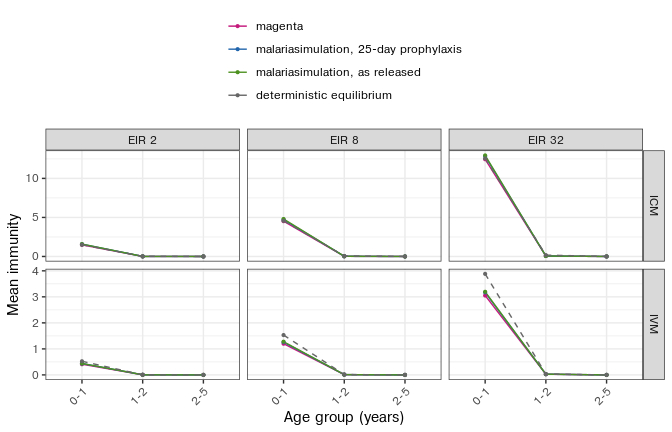 magenta
malariasimulation, 25-day prophylaxis
malariasimulation, as released
deterministic equilibrium
EIR 2 EIR 8 EIR 32
10
5
0
ICM
Mean immunity
4
3
2
1
0
IVM
0-1 1-2 2-5 0-1 1-2 2-5 0-1 1-2 2-5
Age group (years)